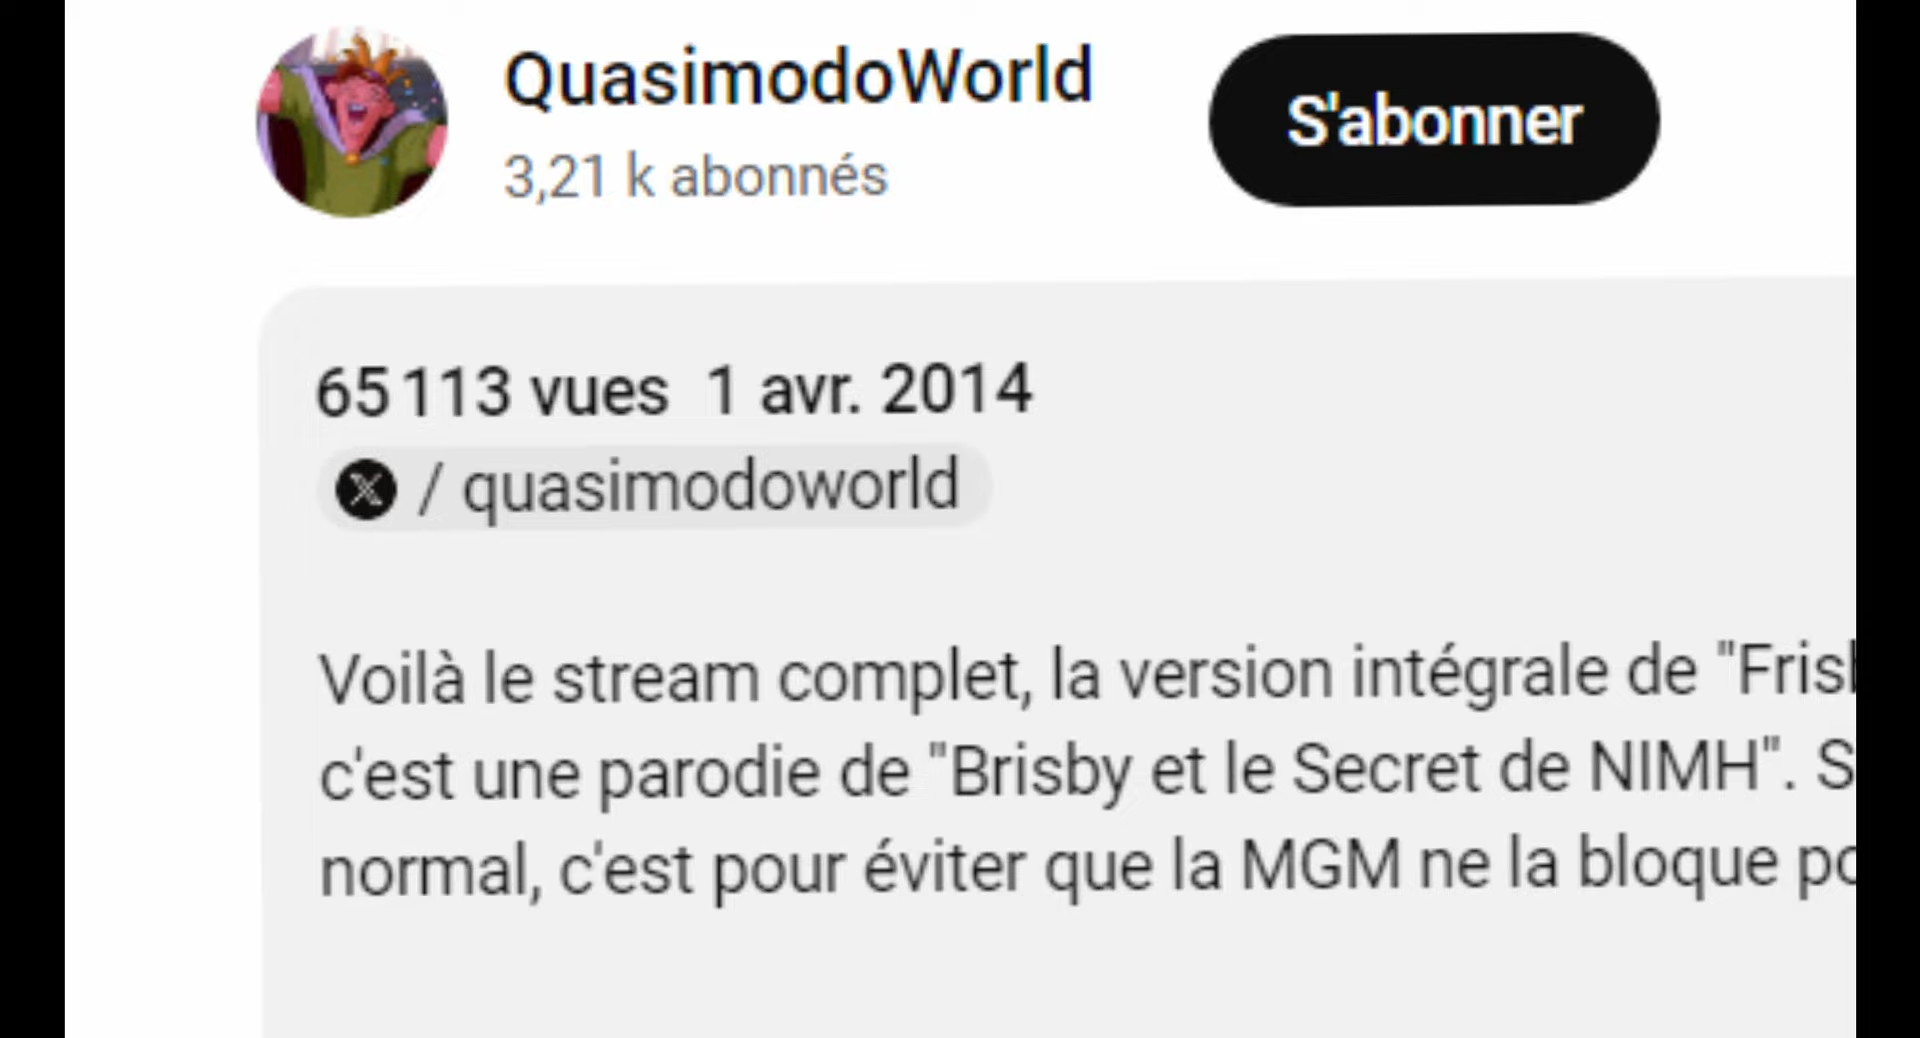 QuasimodoWorld
S'abonner
3,21 k abonnés
65 113 vues 1 avr. 2014
/ quasimodoworld
Voilà le stream complet, la version intégrale de "Frisb
c'est une parodie de "Brisby et le Secret de NIMH". S
normal, c'est pour éviter que la MGM ne la bloque po